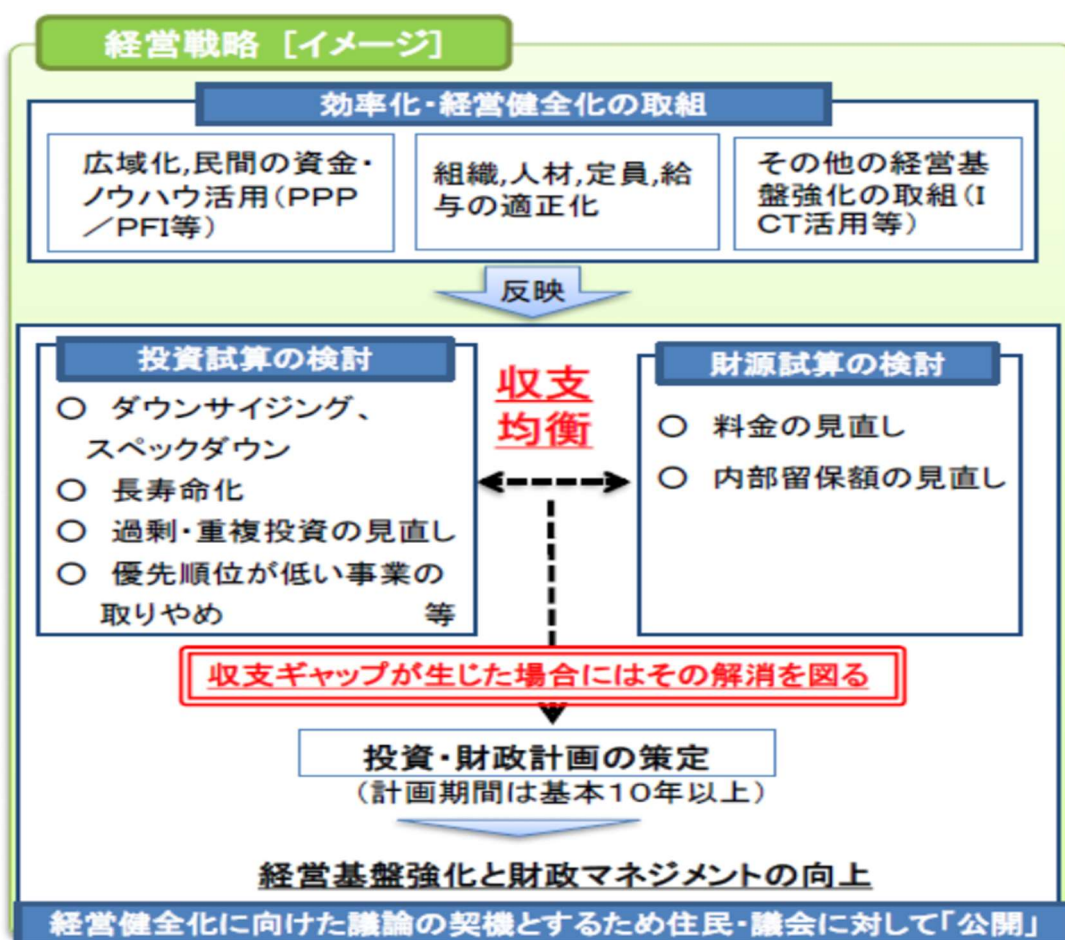 経営戦略 [イメージ]
効率化・経営健全化の取組
広域化,民間の資金・
ノウハウ活用(PPP
／PFI等)
組織,人材,定員,給
与の適正化
その他の経営基
盤強化の取組(I
CT活用等)
反映
投資試算の検討
○ ダウンサイジング、
スペックダウン
○ 長寿命化
○ 過剰・重複投資の見直し
○ 優先順位が低い事業の
取りやめ 等
収支
均衡
財源試算の検討
○ 料金の見直し
○ 内部留保額の見直し
収支ギャップが生じた場合にはその解消を図る
投資・財政計画の策定
(計画期間は基本10年以上)
経営基盤強化と財政マネジメントの向上
経営健全化に向けた議論の契機とするため住民・議会に対して「公開」